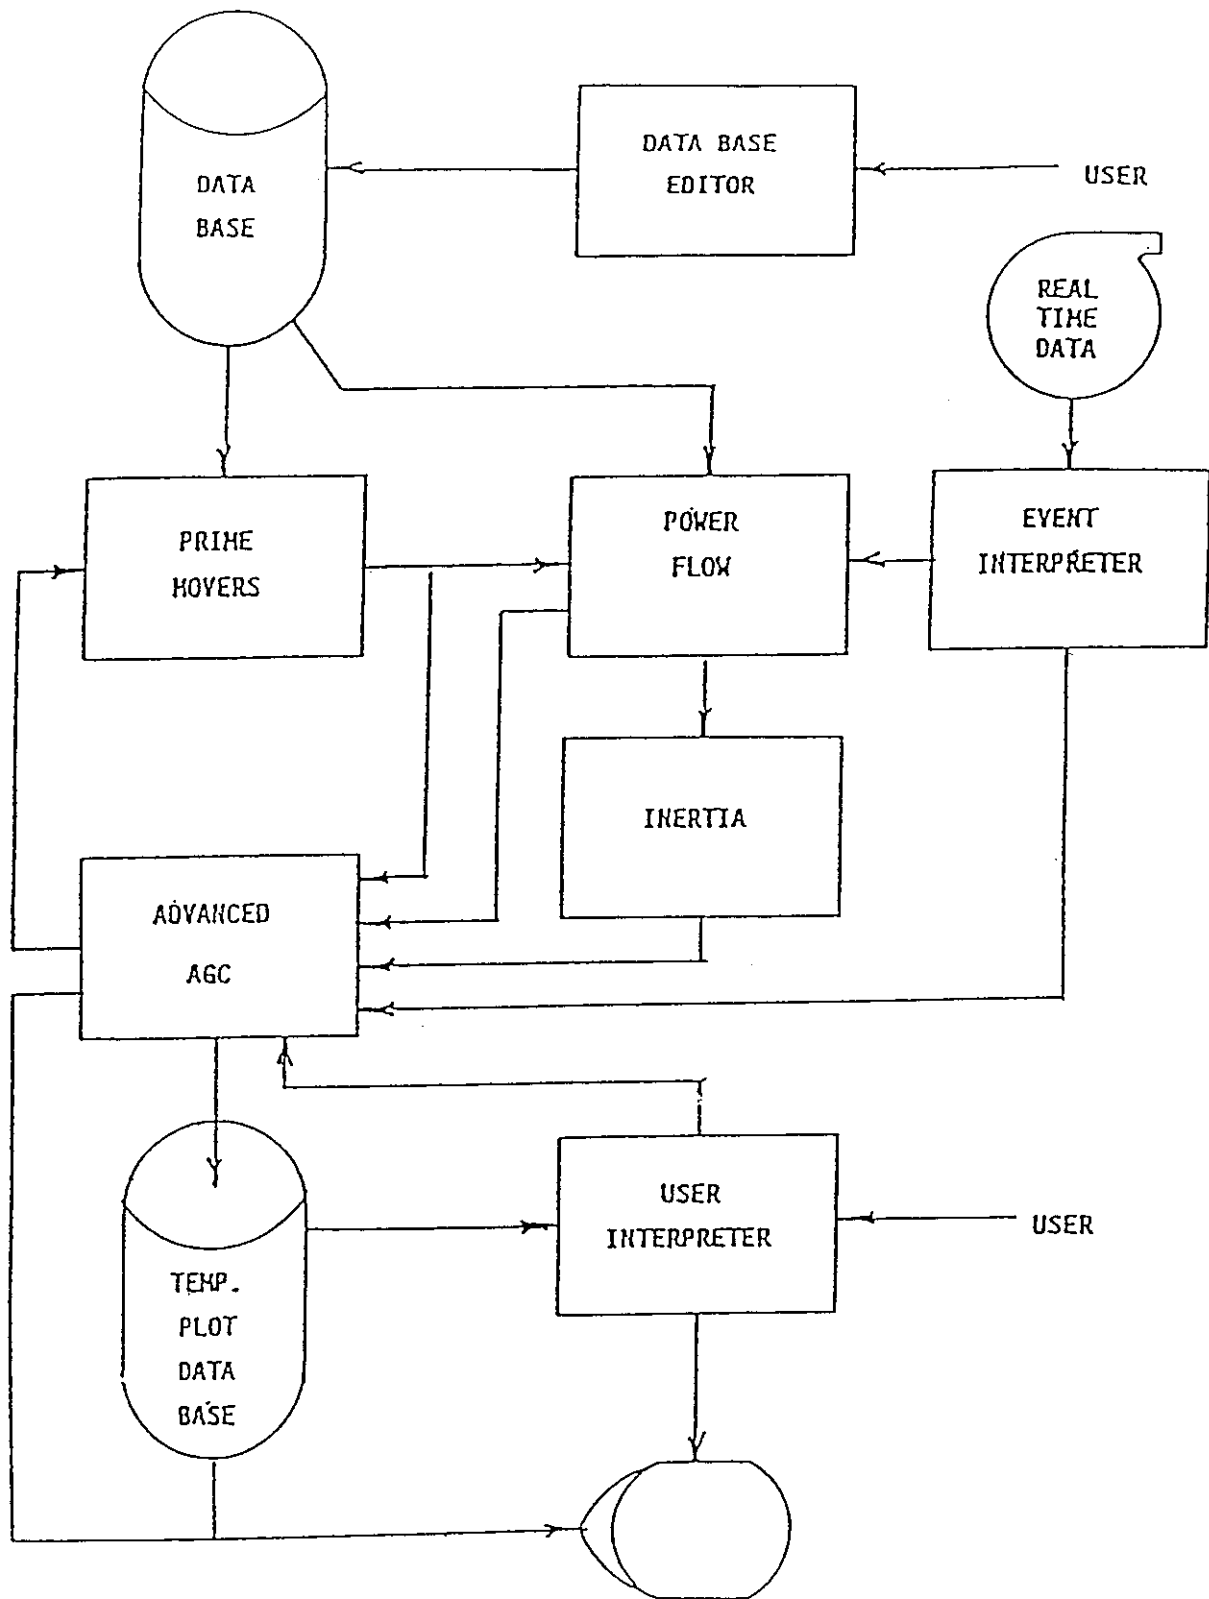 DATA BASE
EDITOR
USER
DATA
BASE
REAL
TIME
DATA
PRIME
MOVERS
POWER
FLOW
EVENT
INTERPRETER
INERTIA
ADVANCED
AGC
USER
INTERPRETER
USER
TEMP.
PLOT
DATA
BASE